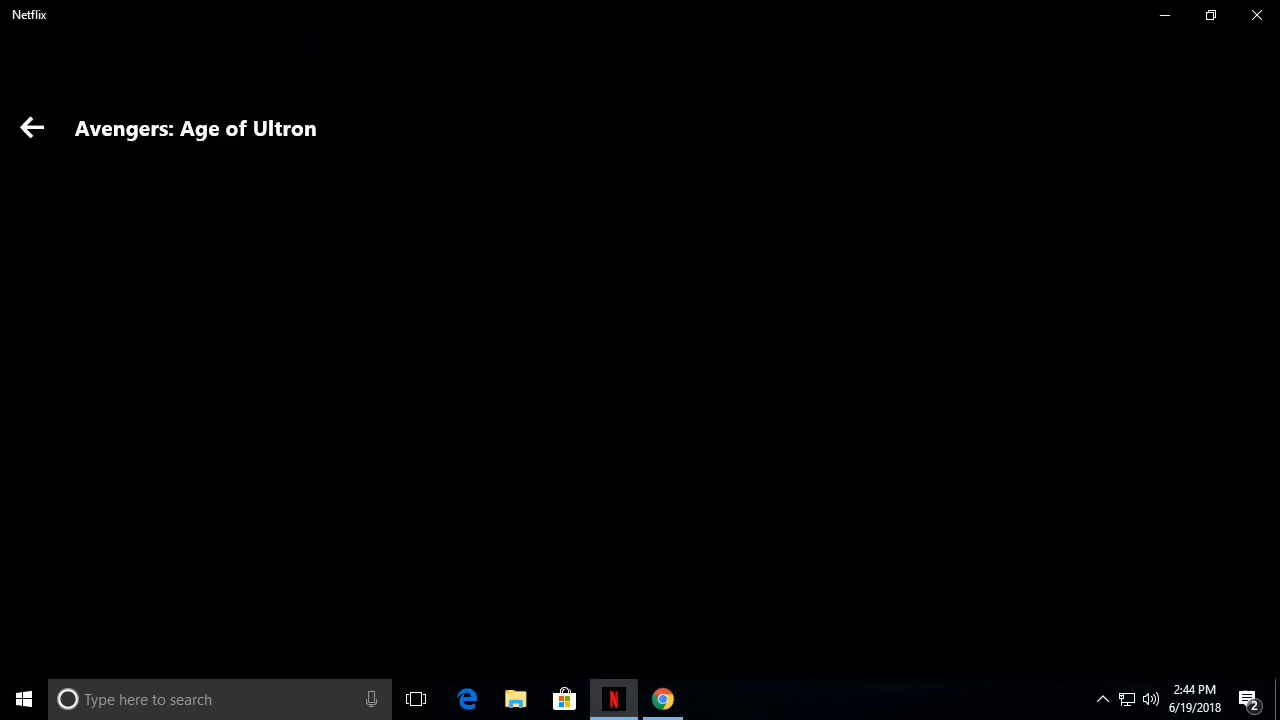 Netflix
Avengers: Age of Ultron
Type here to search
N
2:44 PM
6/19/2018
2